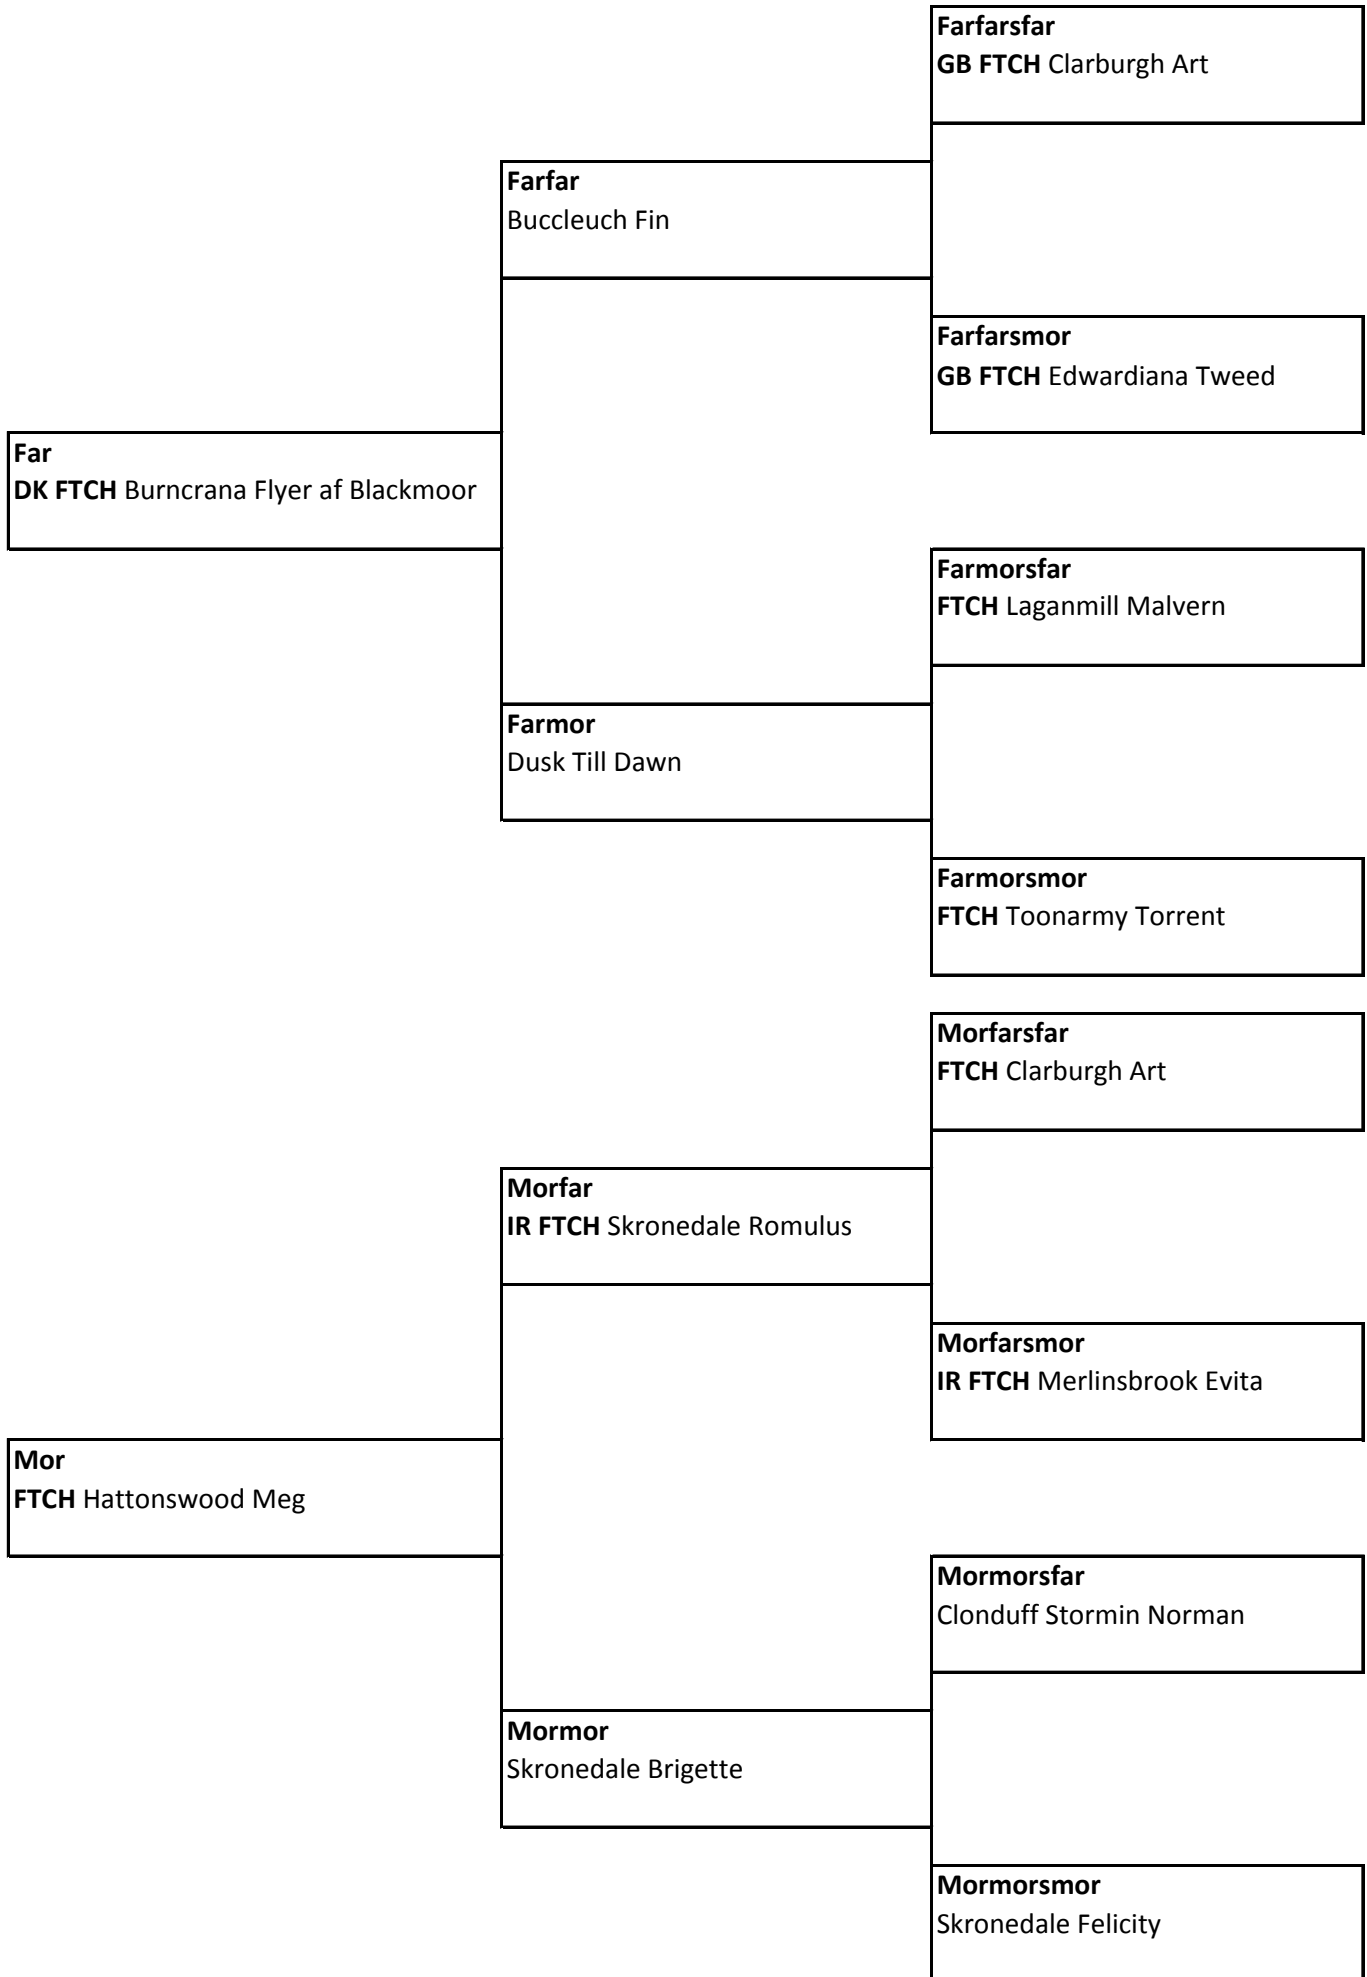 Farfarsfar
GB FTCH Clarburgh Art
Farfar
Buccleuch Fin
Farfarsmor
GB FTCH Edwardiana Tweed
Far
DK FTCH Burncrana Flyer af Blackmoor
Farmorsfar
FTCH Laganmill Malvern
Farmor
Dusk Till Dawn
Farmorsmor
FTCH Toonarmy Torrent
Morfarsfar
FTCH Clarburgh Art
Morfar
IR FTCH Skronedale Romulus
Morfarsmor
IR FTCH Merlinsbrook Evita
Mor
FTCH Hattonswood Meg
Mormorsfar
Clonduff Stormin Norman
Mormor
Skronedale Brigette
Mormorsmor
Skronedale Felicity